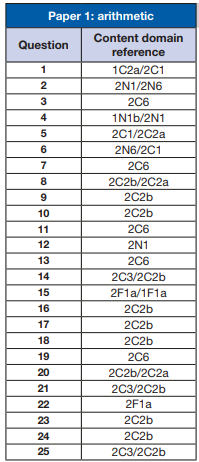 Paper 1: arithmetic
Question Content domain reference
1 1C2a/2C1
2 2N1/2N6
3 2C6
4 1N1b/2N1
5 2C1/2C2a
6 2N6/2C1
7 2C6
8 2C2b/2C2a
9 2C2b
10 2C2b
11 2C6
12 2N1
13 2C6
14 2C3/2C2b
15 2F1a/1F1a
16 2C2b
17 2C2b
18 2C2b
19 2C6
20 2C2b/2C2a
21 2C3/2C2b
22 2F1a
23 2C2b
24 2C2b
25 2C3/2C2b